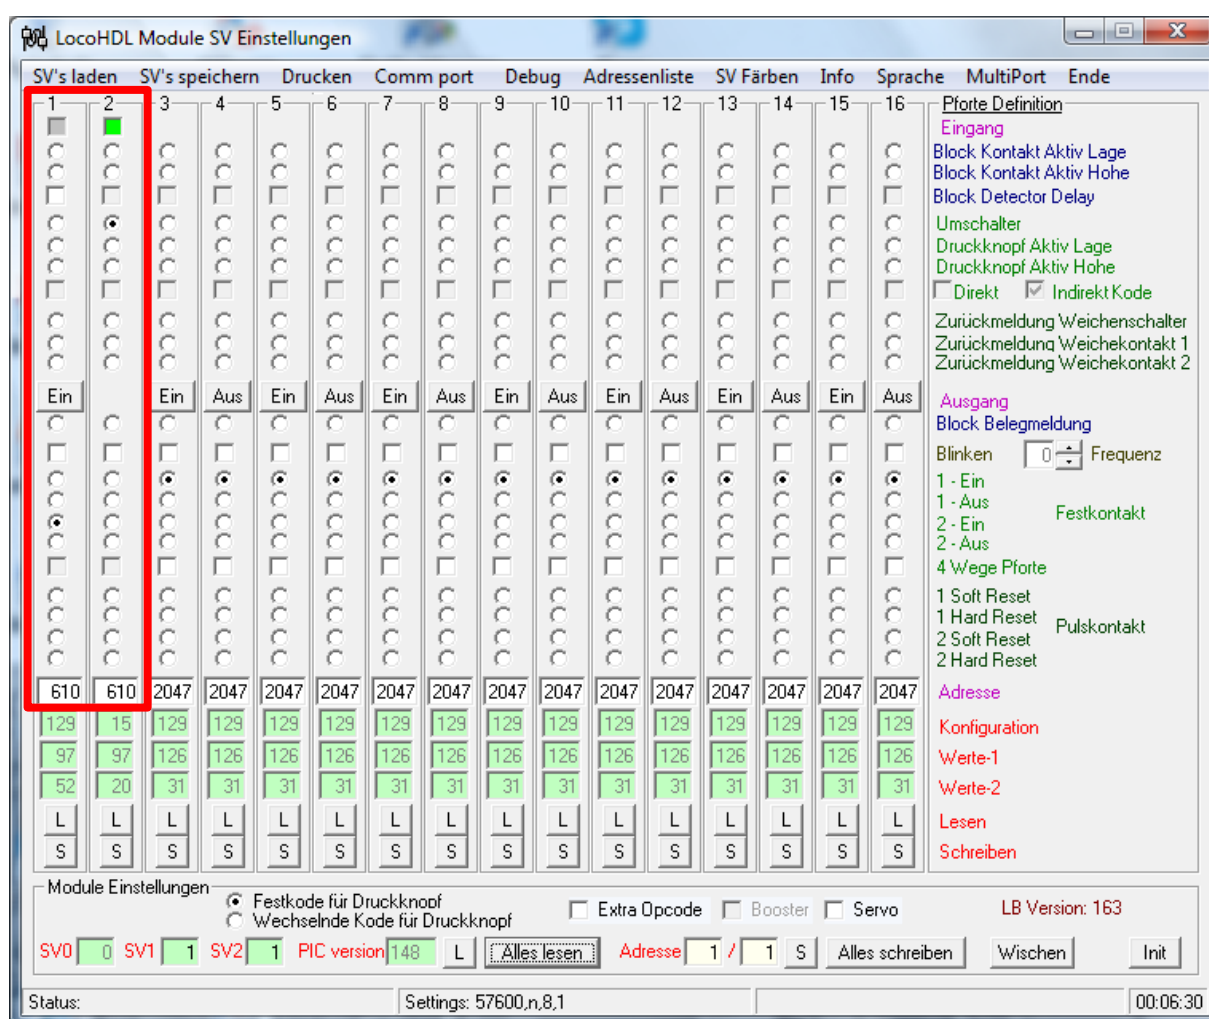 LocoHDL Module SV Einstellungen
SV's laden SV's speichern Drucken Comm port Debug Adressenliste SV Färben Info Sprache MultiPort Ende
1 2 3 4 5 6 7 8 9 10 11 12 13 14 15 16 Pforte Definition
Eingang
Block Kontakt Aktiv Lage
Block Kontakt Aktiv Hohe
Block Detector Delay
Umschalter
Druckknopf Aktiv Lage
Druckknopf Aktiv Hohe
Direkt Indirekt Kode
Zurückmeldung Weichenschalter
Zurückmeldung Weichekontakt 1
Zurückmeldung Weichekontakt 2
Ein Ein Aus Ein Aus Ein Aus Ein Aus Ein Aus Ein Aus Ein Aus
Ausgang
Block Belegmeldung
Blinken 0 Frequenz
1 - Ein
1 - Aus
Festkontakt
2 - Ein
2 - Aus
4 Wege Pforte
1 Soft Reset
1 Hard Reset
Pulskontakt
2 Soft Reset
2 Hard Reset
610 610 2047 2047 2047 2047 2047 2047 2047 2047 2047 2047 2047 2047 2047 2047 Adresse
129 15 129 129 129 129 129 129 129 129 129 129 129 129 129 129 Konfiguration
97 97 126 126 126 126 126 126 126 126 126 126 126 126 126 126 Werte-1
52 20 31 31 31 31 31 31 31 31 31 31 31 31 31 31 Werte-2
L L L L L L L L L L L L L L L L Lesen
S S S S S S S S S S S S S S S S Schreiben
Module Einstellungen
Festkode für Druckknopf
Wechselnde Kode für Druckknopf
Extra Opcode Booster Servo LB Version: 163
SV0 0 SV1 1 SV2 1 PIC version 148 L Alles lesen Adresse 1 / 1 S Alles schreiben Wischen Init
Status: Settings: 57600,n,8,1 00:06:30